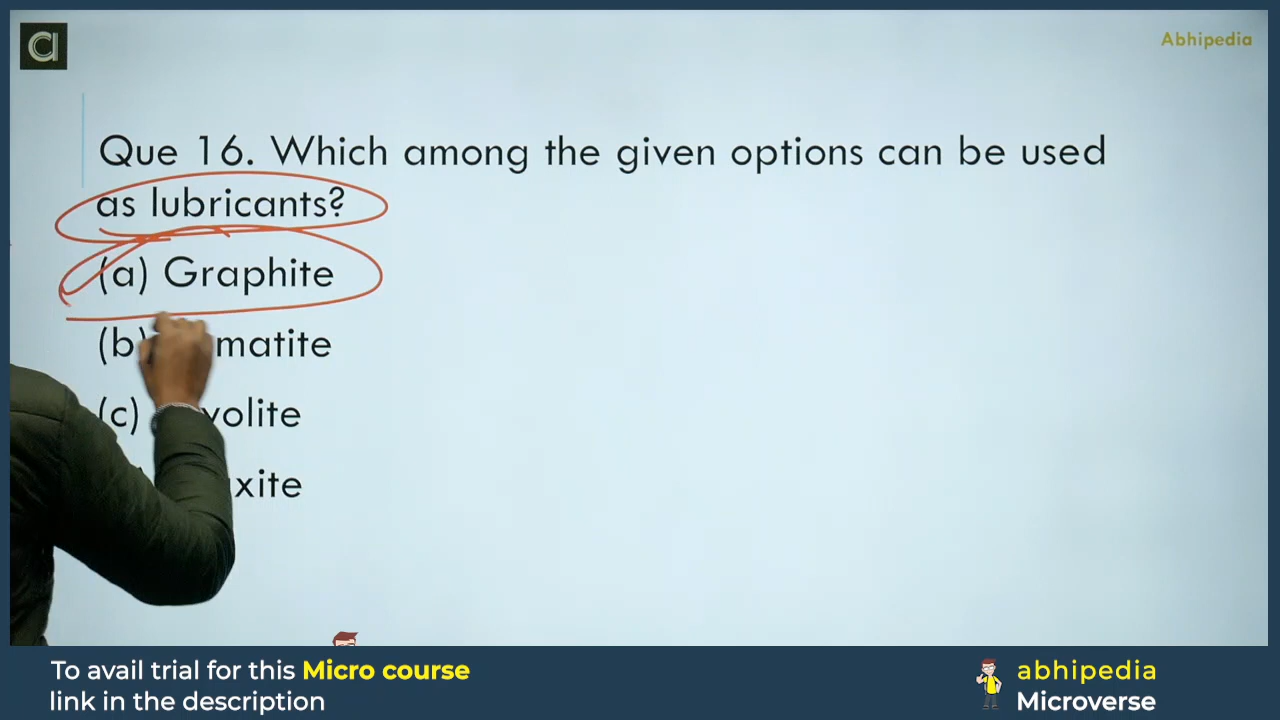 Abhipedia
Que 16. Which among the given options can be used
as lubricants?
(a) Graphite
(b) matite
(c) yolite
xite
To avail trial for this Micro course
link in the description
abhipedia
Microverse